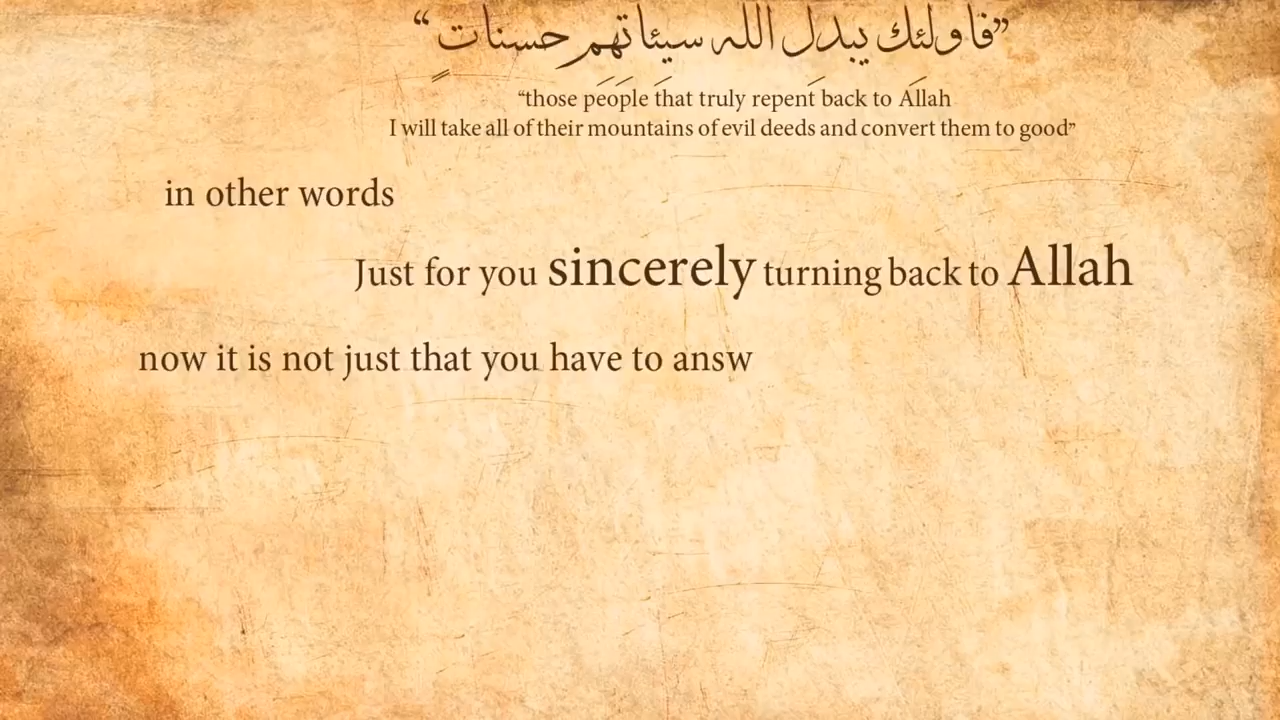 “فاولئك يبدل الله سيئاتهم حسنات”
“those people that truly repent back to Allah
I will take all of their mountains of evil deeds and convert them to good”
in other words
Just for you sincerely turning back to Allah
now it is not just that you have to answ